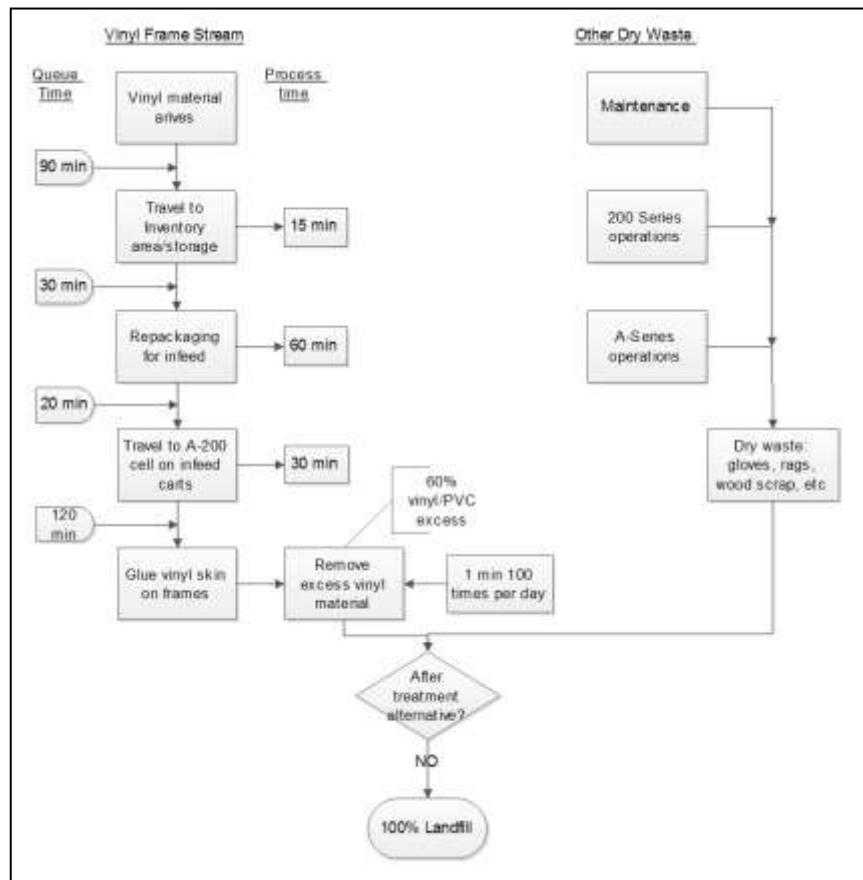 Vinyl Frame Stream
Other Dry Waste
Queue
Time
Process
time
Vinyl material
arives
Maintenance
90 min
Travel to
Inventory
area/storage
15 min
200 Series
operations
30 min
Repackaging
for infeed
60 min
A-Series
operations
20 min
Travel to A-200
cell on infeed
carts
30 min
60%
vinyl/PVC
excess
Dry waste:
gloves, rags,
wood scrap, etc
120
min
Glue vinyl skin
on frames
Remove
excess vinyl
material
1 min 100
times per day
After
treatment
alternative?
NO
100% Landfill